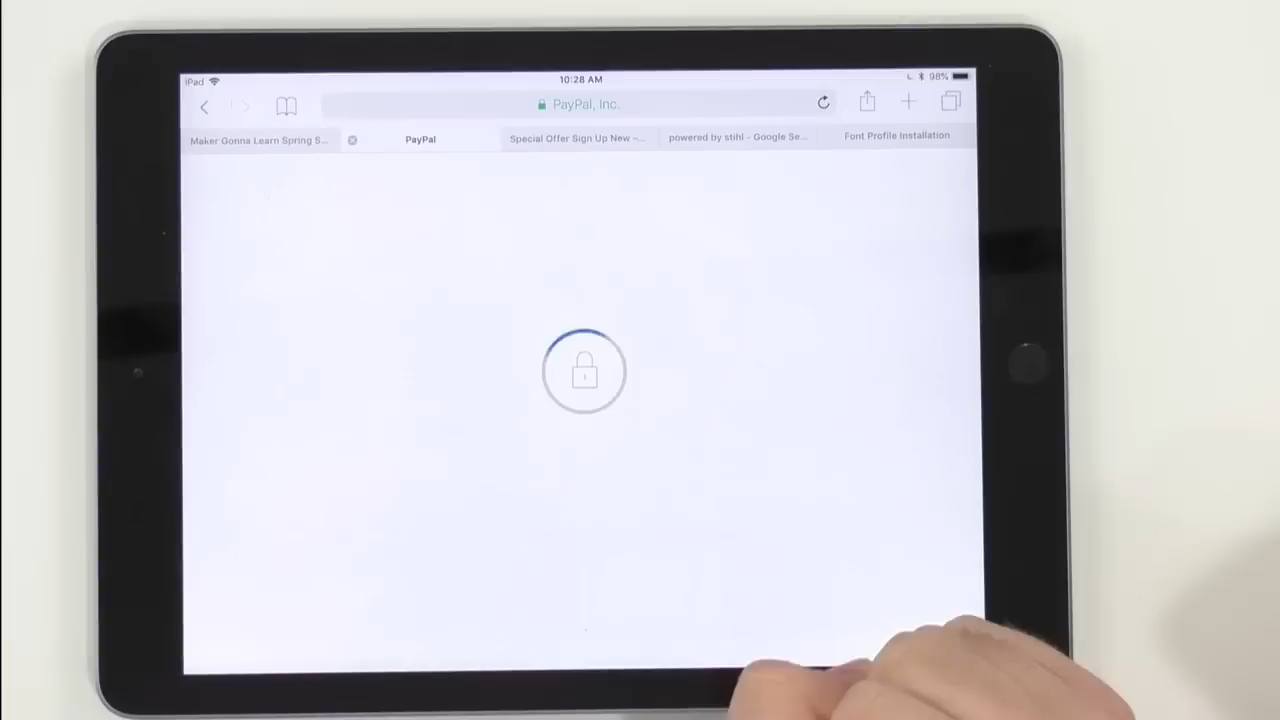 iPad
10:28 AM
98%
PayPal, Inc.
Maker Gonna Learn Spring S...
PayPal
Special Offer Sign Up New –...
powered by stihl - Google Se...
Font Profile Installation